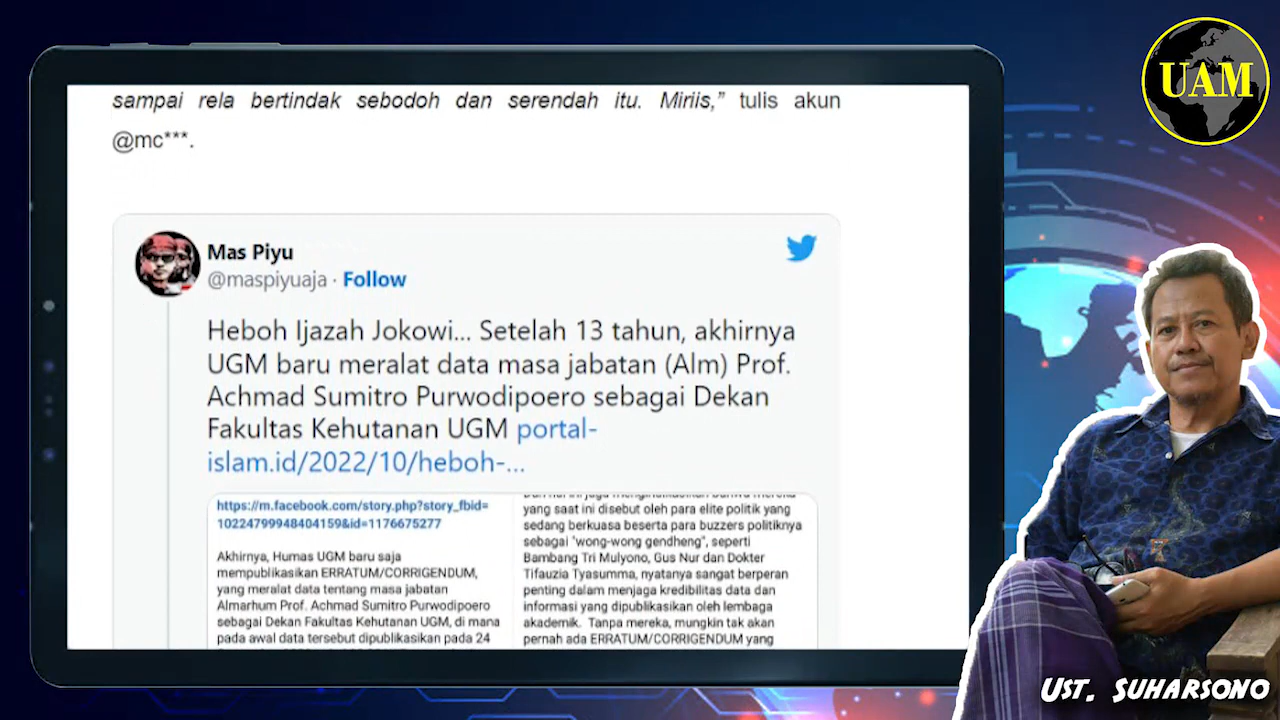 sampai rela bertindak sebodoh dan serendah itu. Miriis,” tulis akun
@mc***.
Mas Piyu
@maspiyuaja · Follow
Heboh Ijazah Jokowi... Setelah 13 tahun, akhirnya
UGM baru meralat data masa jabatan (Alm) Prof.
Achmad Sumitro Purwodipoero sebagai Dekan
Fakultas Kehutanan UGM portal-
islam.id/2022/10/heboh-...
https://m.facebook.com/story.php?story_fbid=
10224799948404159&id=1176675277
Akhirnya, Humas UGM baru saja
mempublikasikan ERRATUM/CORRIGENDUM,
yang meralat data tentang masa jabatan
Almarhum Prof. Achmad Sumitro Purwodipoero
sebagai Dekan Fakultas Kehutanan UGM, di mana
pada awal data tersebut dipublikasikan pada 24
yang saat ini disebut oleh para elite politik yang
sedang berkuasa beserta para buzzers politiknya
sebagai "wong-wong gendheng", seperti
Bambang Tri Mulyono, Gus Nur dan Dokter
Tifauzia Tyasumma, nyatanya sangat berperan
penting dalam menjaga kredibilitas data dan
informasi yang dipublikasikan oleh lembaga
akademik. Tanpa mereka, mungkin tak akan
pernah ada ERRATUM/CORRIGENDUM yang
UAM
UST. SUHARSONO